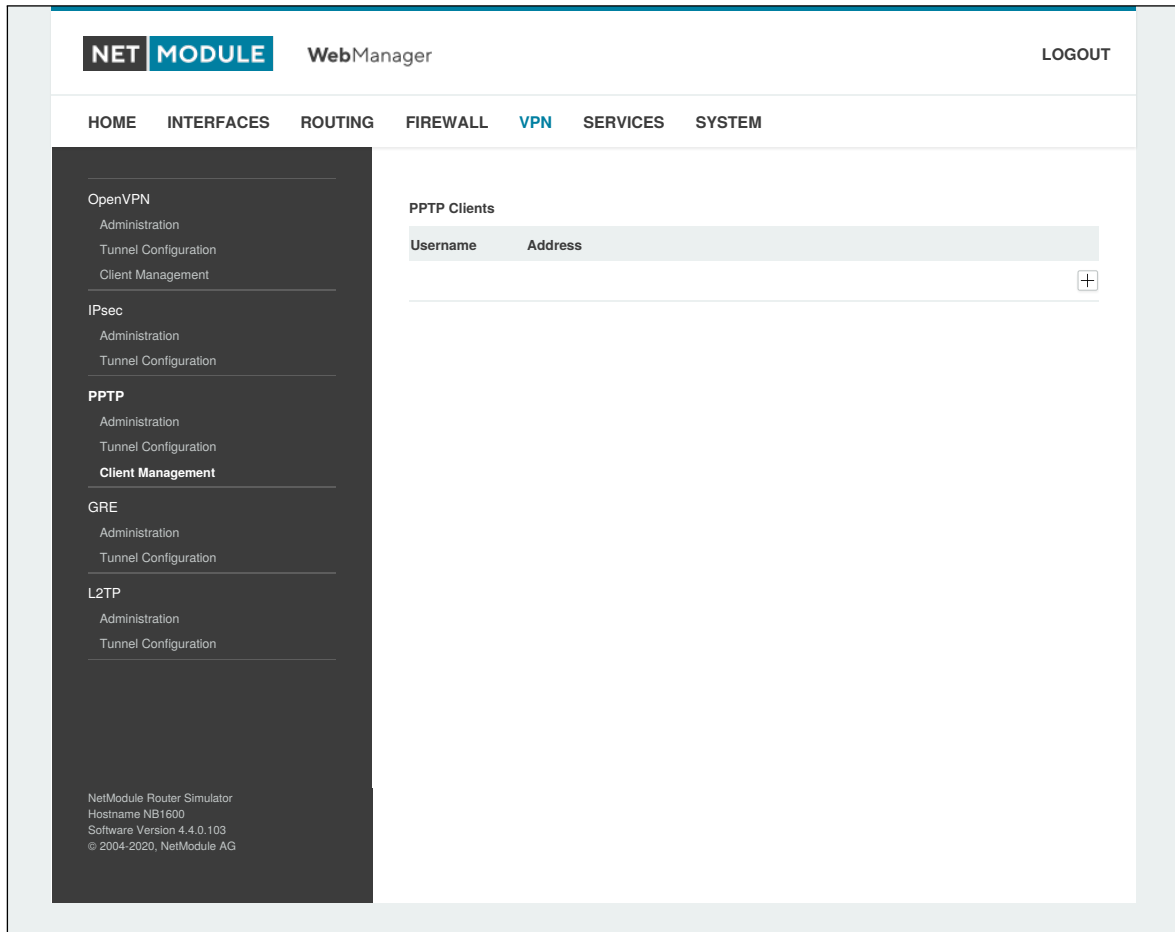 NET MODULE WebManager LOGOUT
HOME INTERFACES ROUTING FIREWALL VPN SERVICES SYSTEM
OpenVPN
Administration
Tunnel Configuration
Client Management
IPsec
Administration
Tunnel Configuration
PPTP
Administration
Tunnel Configuration
Client Management
GRE
Administration
Tunnel Configuration
L2TP
Administration
Tunnel Configuration
NetModule Router Simulator
Hostname NB1600
Software Version 4.4.0.103
© 2004-2020, NetModule AG
PPTP Clients
Username Address